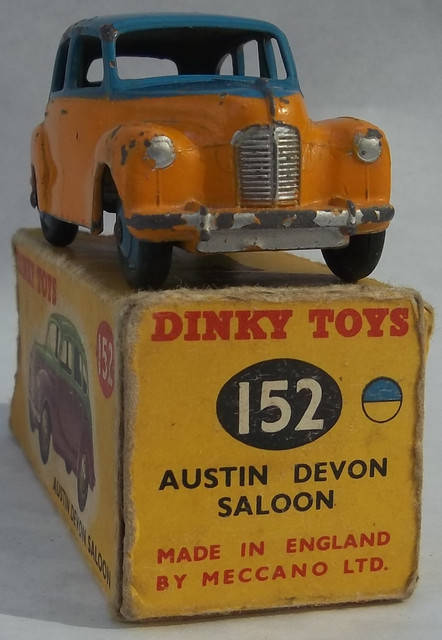 DINKY TOYS
152
AUSTIN DEVON
SALOON
MADE IN ENGLAND
BY MECCANO LTD.
DINKY TOYS
152
AUSTIN DEVON SALOON